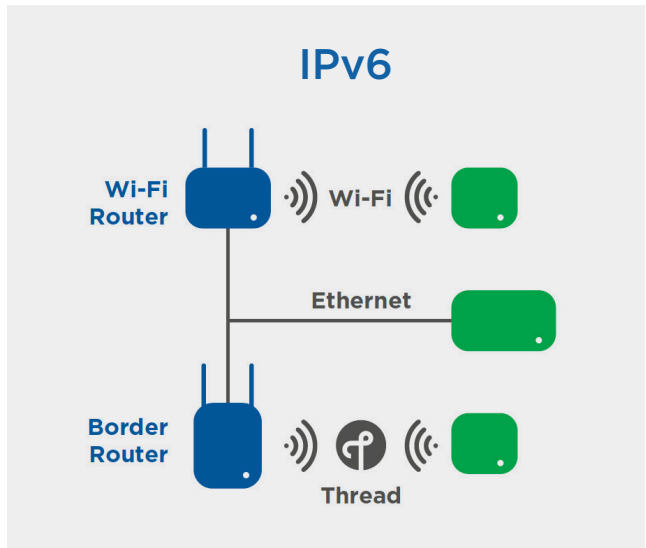 IPv6
Wi-Fi
Router
Wi-Fi
Ethernet
Border
Router
Thread